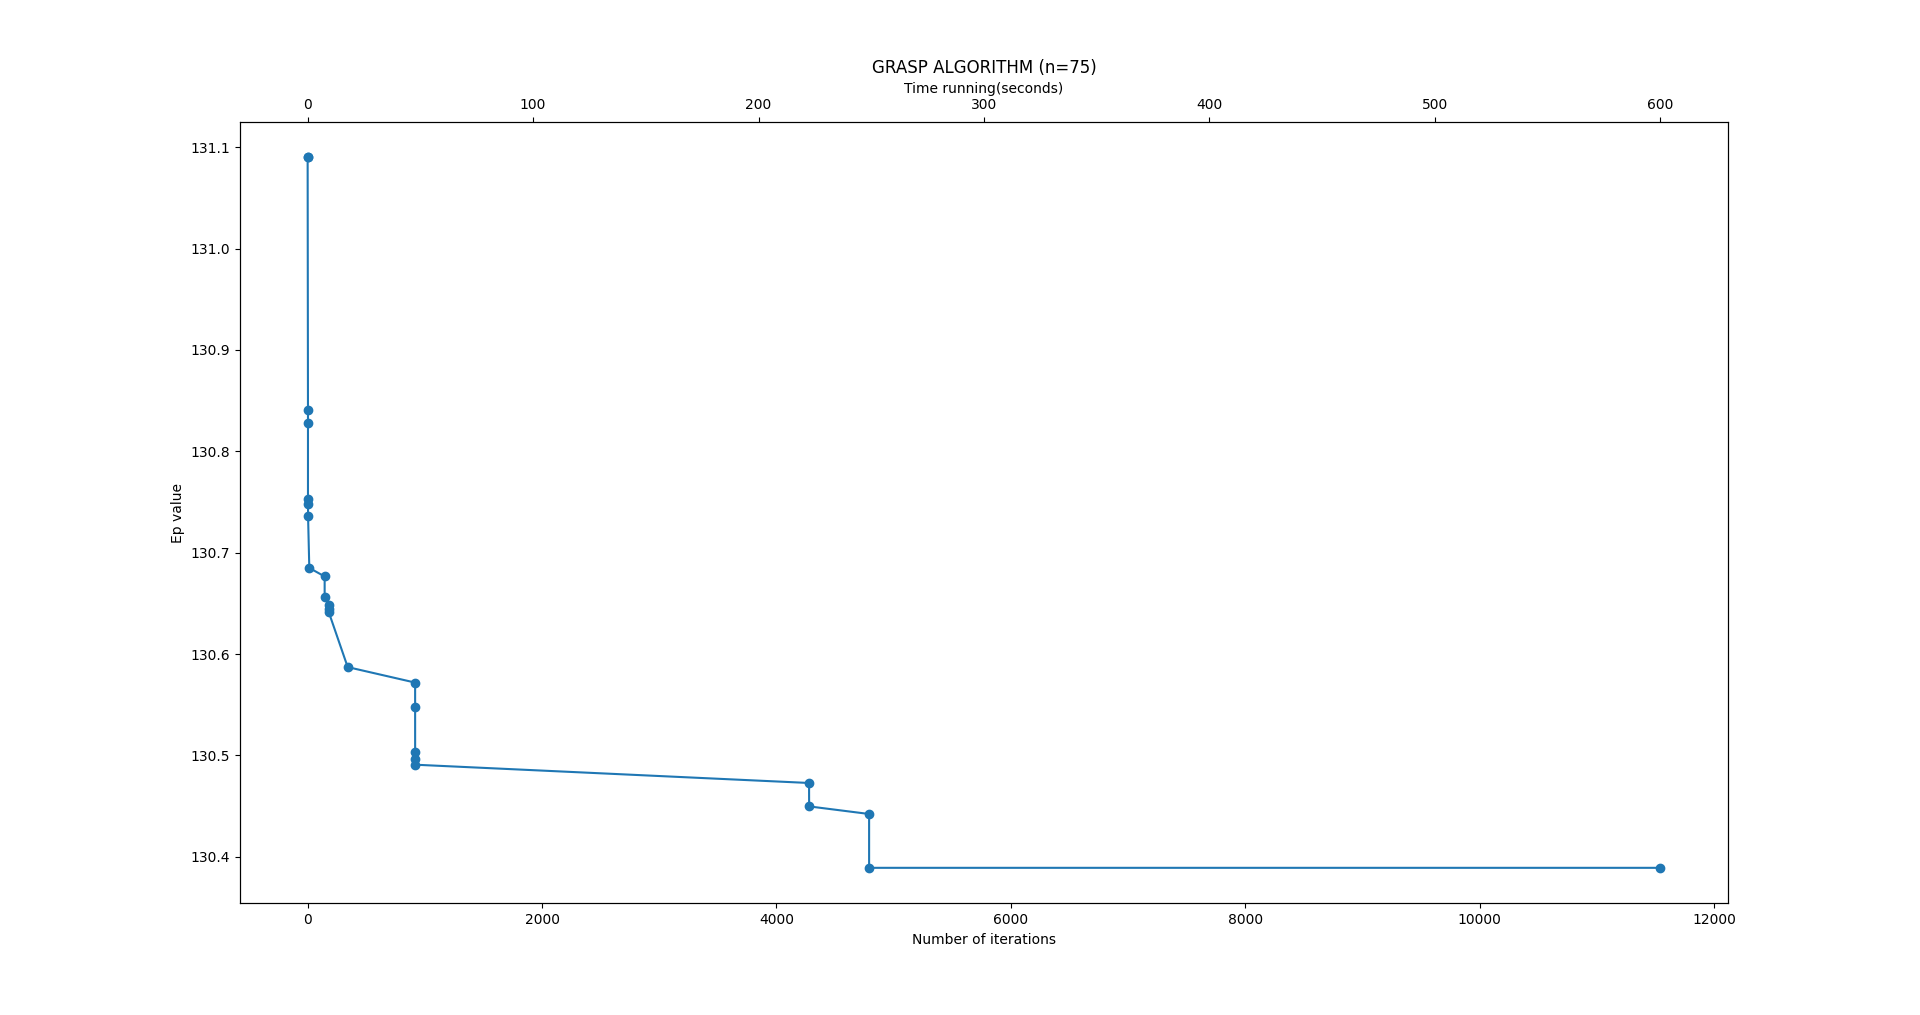 GRASP ALGORITHM (n=75)
Time running(seconds)
0 100 200 300 400 500 600
131.1
131.0
130.9
130.8
130.7
130.6
130.5
130.4
Ep value
0 2000 4000 6000 8000 10000 12000
Number of iterations